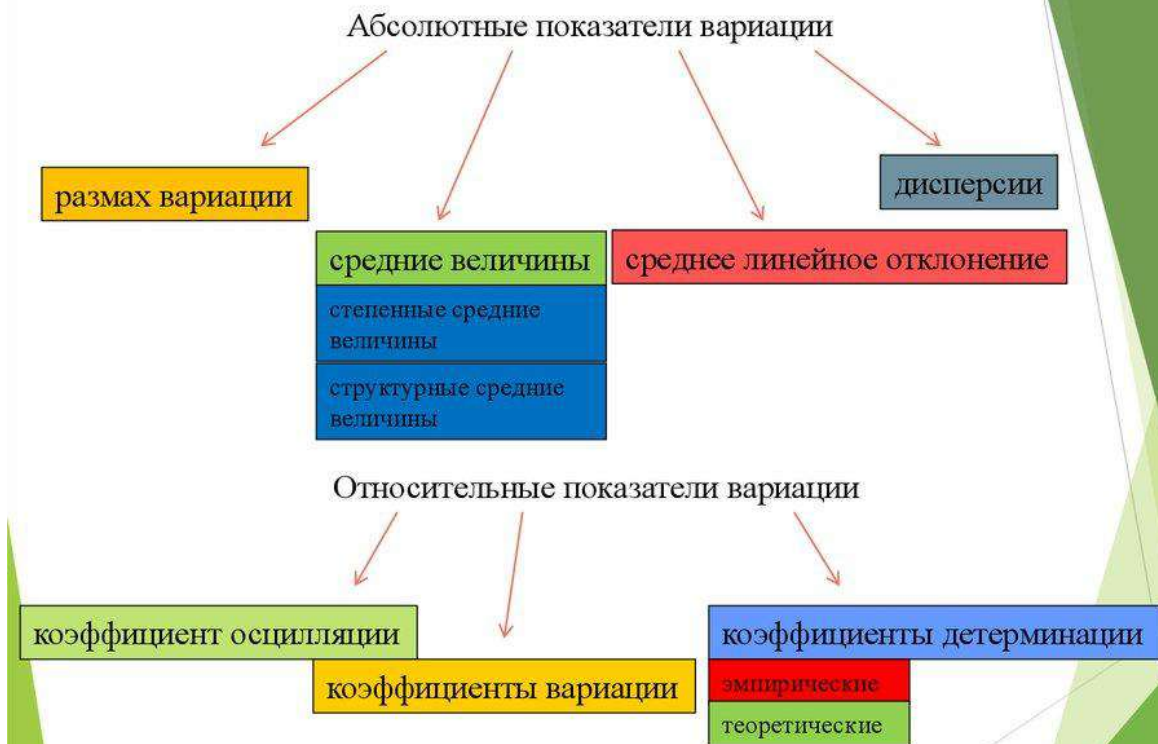 Абсолютные показатели вариации
размах вариации
дисперсии
средние величины
среднее линейное отклонение
степенные средние
величины
структурные средние
величины
Относительные показатели вариации
коэффициент осцилляции
коэффициенты детерминации
коэффициенты вариации
эмпирические
теоретические